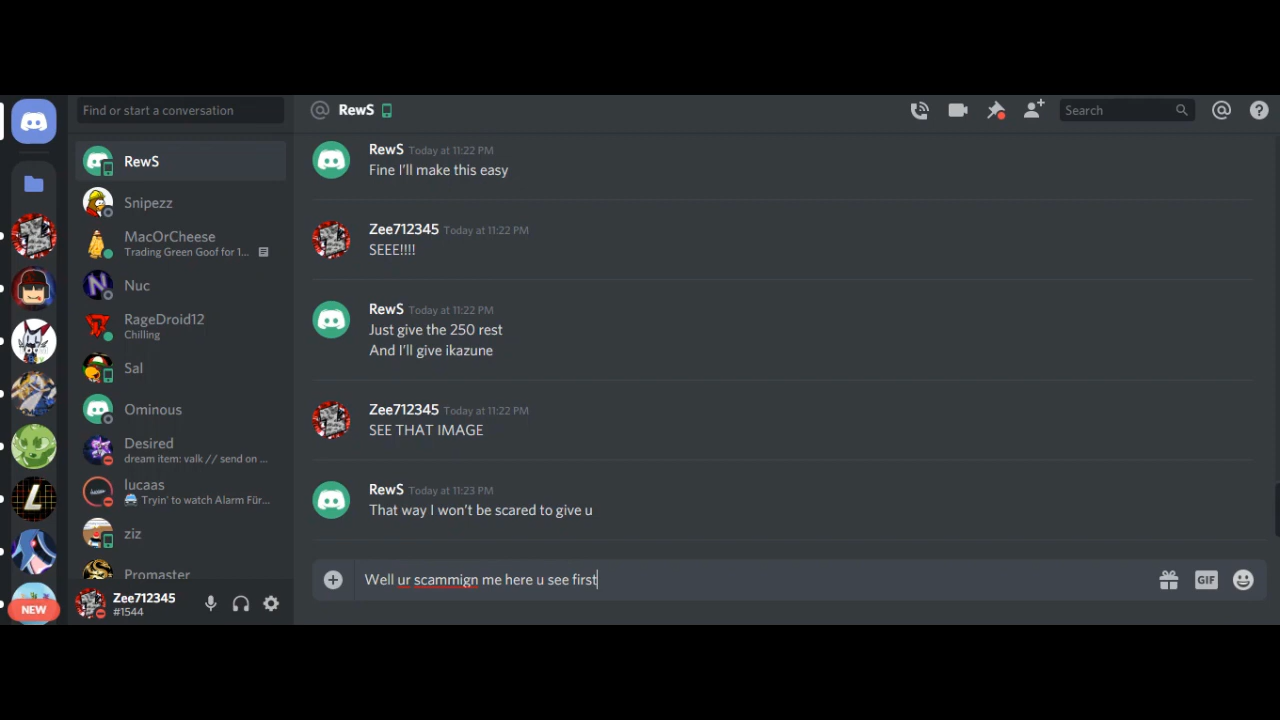 Find or start a conversation
RewS
Search
RewS
Snipezz
MacOrCheese
Trading Green Goof for 1...
Nuc
RageDroid12
Chilling
Sal
Ominous
Desired
dream item: valk // send on ...
lucaas
Tryin' to watch Alarm Für...
ziz
Promaster
NEW
Zee712345
#1544
RewS Today at 11:22 PM
Fine I'll make this easy
Zee712345 Today at 11:22 PM
SEEE!!!!
RewS Today at 11:22 PM
Just give the 250 rest
And I'll give ikazune
Zee712345 Today at 11:22 PM
SEE THAT IMAGE
RewS Today at 11:23 PM
That way I won't be scared to give u
Well ur scammign me here u see first
GIF